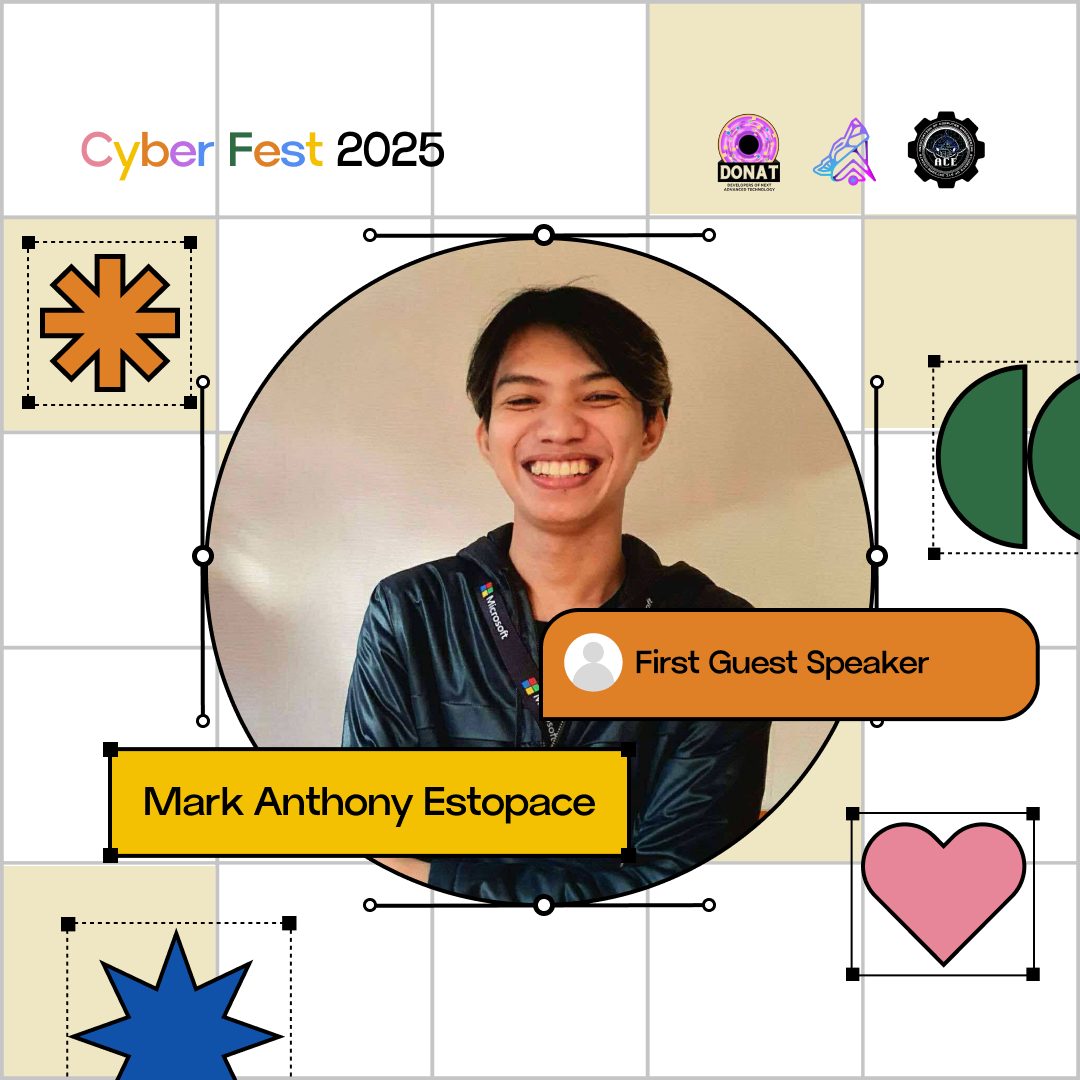 Cyber Fest 2025
DONAT
DEVELOPERS OF NEXT
ADVANCED TECHNOLOGY
ACE
Microsoft
First Guest Speaker
Mark Anthony Estopace